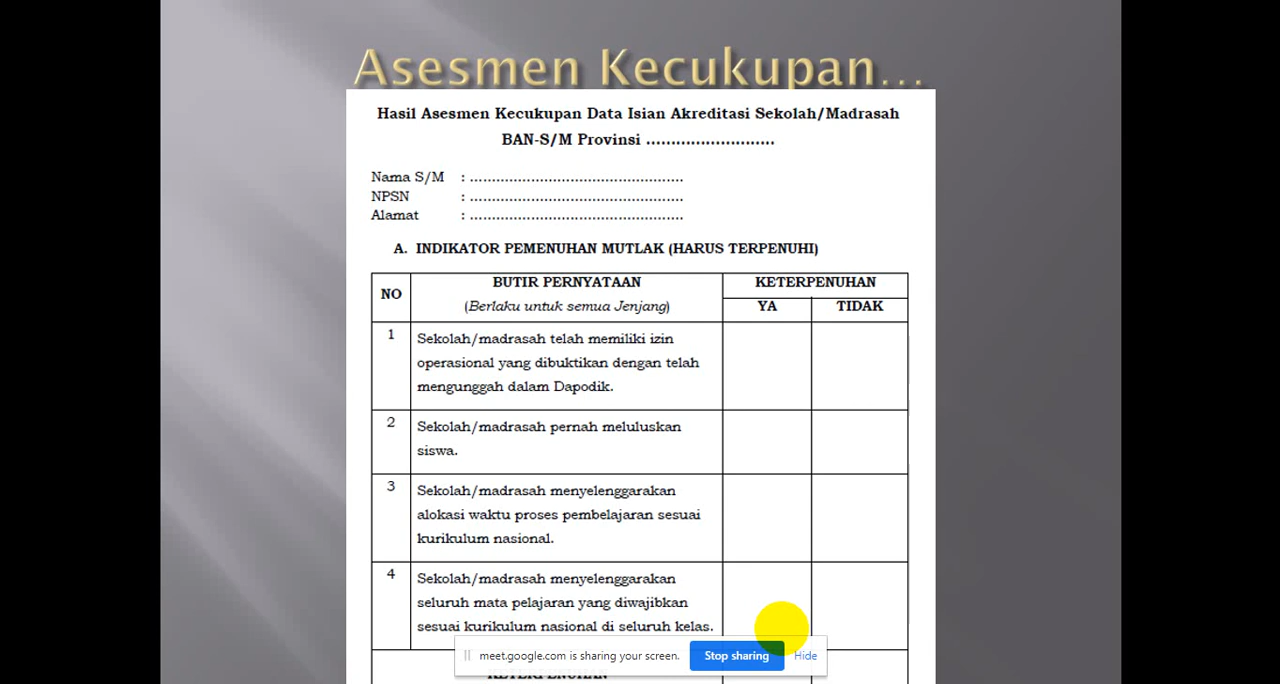 Asesmen Kecukupan...
Hasil Asesmen Kecukupan Data Isian Akreditasi Sekolah/Madrasah
BAN-S/M Provinsi ..........................
Nama S/M : .................................................
NPSN : .................................................
Alamat : .................................................
A. INDIKATOR PEMENUHAN MUTLAK (HARUS TERPENUHI)
NO
BUTIR PERNYATAAN
(Berlaku untuk semua Jenjang)
KETERPENUHAN
YA TIDAK
1 Sekolah/madrasah telah memiliki izin
operasional yang dibuktikan dengan telah
mengunggah dalam Dapodik.
2 Sekolah/madrasah pernah meluluskan
siswa.
3 Sekolah/madrasah menyelenggarakan
alokasi waktu proses pembelajaran sesuai
kurikulum nasional.
4 Sekolah/madrasah menyelenggarakan
seluruh mata pelajaran yang diwajibkan
sesuai kurikulum nasional di seluruh kelas.
meet.google.com is sharing your screen. Stop sharing Hide
KETERPENUHAN